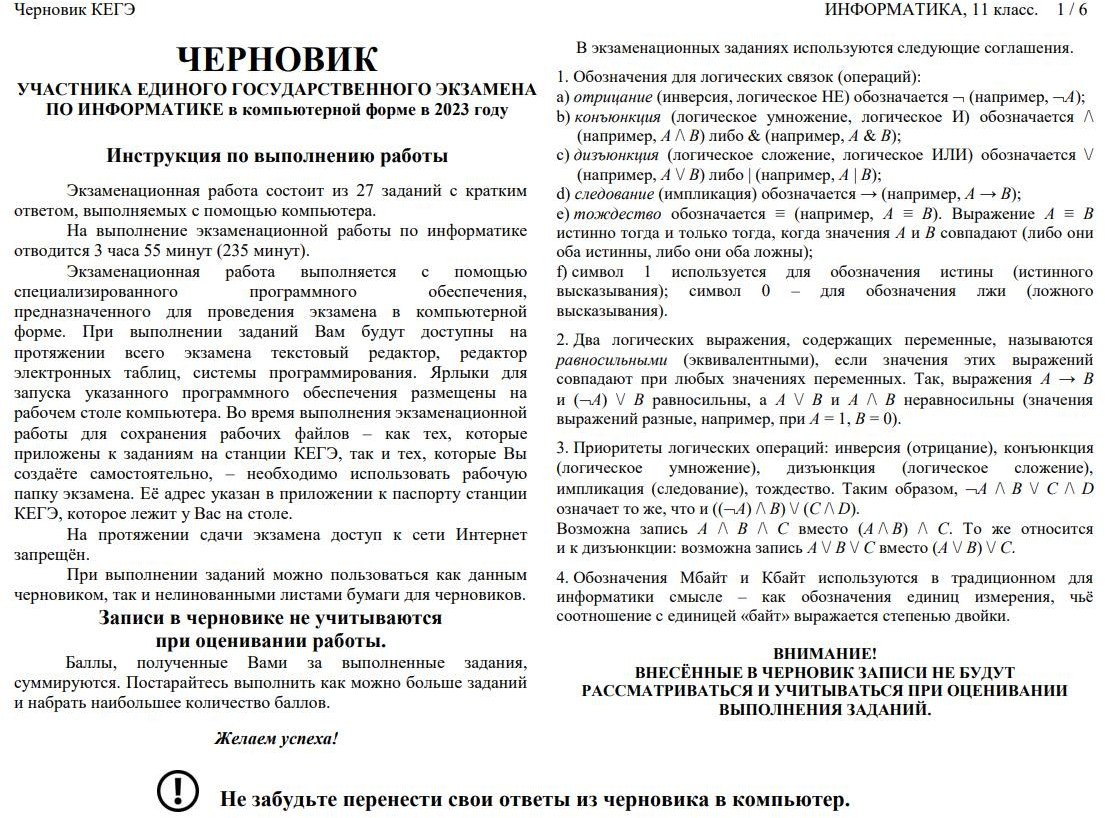 Черновик КЕГЭ
ИНФОРМАТИКА, 11 класс. 1 / 6
ЧЕРНОВИК
УЧАСТНИКА ЕДИНОГО ГОСУДАРСТВЕННОГО ЭКЗАМЕНА
ПО ИНФОРМАТИКЕ в компьютерной форме в 2023 году
Инструкция по выполнению работы
Экзаменационная работа состоит из 27 заданий с кратким
ответом, выполняемых с помощью компьютера.
На выполнение экзаменационной работы по информатике
отводится 3 часа 55 минут (235 минут).
Экзаменационная работа выполняется с помощью
специализированного программного обеспечения,
предназначенного для проведения экзамена в компьютерной
форме. При выполнении заданий Вам будут доступны на
протяжении всего экзамена текстовый редактор, редактор
электронных таблиц, системы программирования. Ярлыки для
запуска указанного программного обеспечения размещены на
рабочем столе компьютера. Во время выполнения экзаменационной
работы для сохранения рабочих файлов – как тех, которые
приложены к заданиям на станции КЕГЭ, так и тех, которые Вы
создаёте самостоятельно, – необходимо использовать рабочую
папку экзамена. Её адрес указан в приложении к паспорту станции
КЕГЭ, которое лежит у Вас на столе.
На протяжении сдачи экзамена доступ к сети Интернет
запрещён.
При выполнении заданий можно пользоваться как данным
черновиком, так и нелинованными листами бумаги для черновиков.
Записи в черновике не учитываются
при оценивании работы.
Баллы, полученные Вами за выполненные задания,
суммируются. Постарайтесь выполнить как можно больше заданий
и набрать наибольшее количество баллов.
Желаем успеха!
В экзаменационных заданиях используются следующие соглашения.
1. Обозначения для логических связок (операций):
a) отрицание (инверсия, логическое НЕ) обозначается ¬ (например, ¬A);
b) конъюнкция (логическое умножение, логическое И) обозначается /\
(например, A /\ B) либо & (например, A & B);
c) дизъюнкция (логическое сложение, логическое ИЛИ) обозначается \/
(например, A \/ B) либо | (например, A | B);
d) следование (импликация) обозначается → (например, A → B);
e) тождество обозначается ≡ (например, A ≡ B). Выражение A ≡ B
истинно тогда и только тогда, когда значения A и B совпадают (либо они
оба истинны, либо они оба ложны);
f) символ 1 используется для обозначения истины (истинного
высказывания); символ 0 – для обозначения лжи (ложного
высказывания).
2. Два логических выражения, содержащих переменные, называются
равносильными (эквивалентными), если значения этих выражений
совпадают при любых значениях переменных. Так, выражения A → B
и (¬A) \/ B равносильны, а A \/ B и A /\ B неравносильны (значения
выражений разные, например, при A = 1, B = 0).
3. Приоритеты логических операций: инверсия (отрицание), конъюнкция
(логическое умножение), дизъюнкция (логическое сложение),
импликация (следование), тождество. Таким образом, ¬A /\ B \/ C /\ D
означает то же, что и ((¬A) /\ B) \/ (C /\ D).
Возможна запись A /\ B /\ C вместо (A /\ B) /\ C. То же относится
и к дизъюнкции: возможна запись A \/ B \/ C вместо (A \/ B) \/ C.
4. Обозначения Мбайт и Кбайт используются в традиционном для
информатики смысле – как обозначения единиц измерения, чьё
соотношение с единицей «байт» выражается степенью двойки.
ВНИМАНИЕ!
ВНЕСЁННЫЕ В ЧЕРНОВИК ЗАПИСИ НЕ БУДУТ
РАССМАТРИВАТЬСЯ И УЧИТЫВАТЬСЯ ПРИ ОЦЕНИВАНИИ
ВЫПОЛНЕНИЯ ЗАДАНИЙ.
! Не забудьте перенести свои ответы из черновика в компьютер.